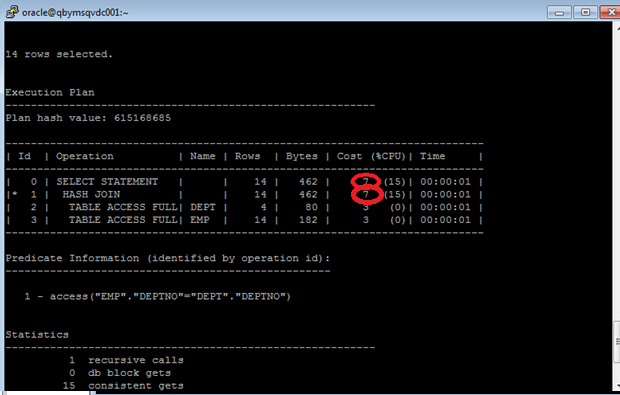 oracle@qbymsqvdc001:~
14 rows selected.
Execution Plan
----------------------------------------------------------
Plan hash value: 615168685
---------------------------------------------------------------------------
| Id  | Operation          | Name | Rows  | Bytes | Cost (%CPU)| Time     |
---------------------------------------------------------------------------
|   0 | SELECT STATEMENT   |      |    14 |   462 |     7  (15)| 00:00:01 |
|*  1 |  HASH JOIN         |      |    14 |   462 |     7  (15)| 00:00:01 |
|   2 |   TABLE ACCESS FULL| DEPT |     4 |    80 |     3   (0)| 00:00:01 |
|   3 |   TABLE ACCESS FULL| EMP  |    14 |   182 |     3   (0)| 00:00:01 |
---------------------------------------------------------------------------
Predicate Information (identified by operation id):
---------------------------------------------------
1 - access("EMP"."DEPTNO"="DEPT"."DEPTNO")
Statistics
----------------------------------------------------------
1  recursive calls
0  db block gets
15  consistent gets